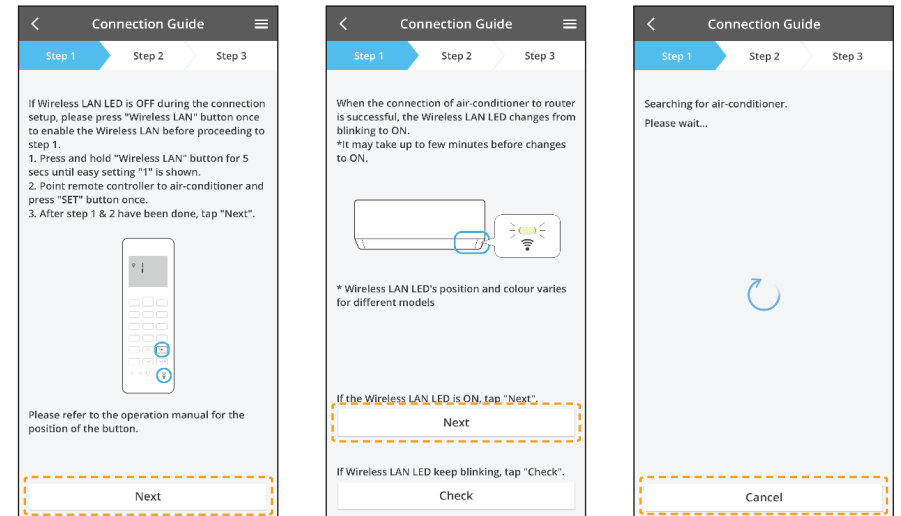 Connection Guide
Step 1
Step 2
Step 3
If Wireless LAN LED is OFF during the connection
setup, please press "Wireless LAN" button once
to enable the Wireless LAN before proceeding to
step 1.
1. Press and hold "Wireless LAN" button for 5
secs until easy setting "1" is shown.
2. Point remote controller to air-conditioner and
press "SET" button once.
3. After step 1 & 2 have been done, tap "Next".
Please refer to the operation manual for the
position of the button.
Next
Connection Guide
Step 1
Step 2
Step 3
When the connection of air-conditioner to router
is successful, the Wireless LAN LED changes from
blinking to ON.
*It may take up to few minutes before changes
to ON.
* Wireless LAN LED's position and colour varies
for different models
If the Wireless LAN LED is ON, tap "Next".
Next
If Wireless LAN LED keep blinking, tap "Check".
Check
Connection Guide
Step 1
Step 2
Step 3
Searching for air-conditioner.
Please wait...
Cancel